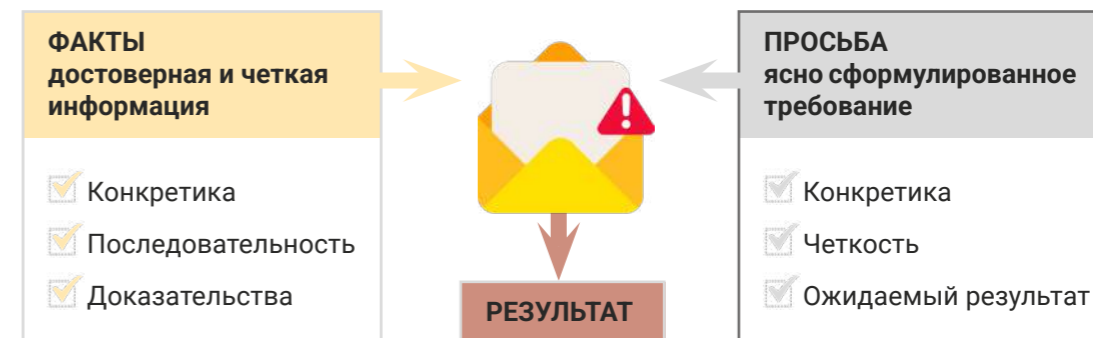 ФАКТЫ
достоверная и четкая
информация
Конкретика
Последовательность
Доказательства
РЕЗУЛЬТАТ
ПРОСЬБА
ясно сформулированное
требование
Конкретика
Четкость
Ожидаемый результат